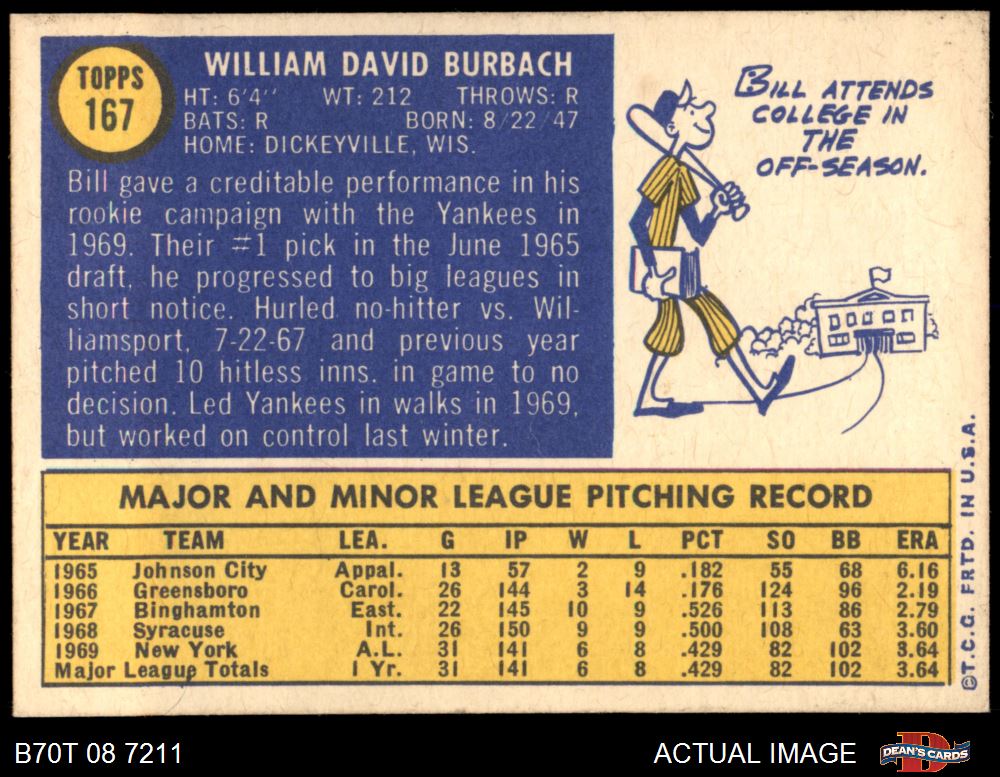 TOPPS
167
WILLIAM DAVID BURBACH
HT: 6'4" WT: 212 THROWS: R
BATS: R BORN: 8 22 47
HOME: DICKEYVILLE, WIS.
Bill gave a creditable performance in his
rookie campaign with the Yankees in
1969. Their #1 pick in the June 1965
draft, he progressed to big leagues in
short notice. Hurled no-hitter vs. Wil-
liamsport, 7-22-67 and previous year
pitched 10 hitless inns. in game to no
decision. Led Yankees in walks in 1969,
but worked on control last winter.
BILL ATTENDS
COLLEGE IN
THE
OFF-SEASON.
MAJOR AND MINOR LEAGUE PITCHING RECORD
YEAR TEAM LEA. G IP W L PCT SO BB ERA
1965 Johnson City Appal. 13 57 2 9 .182 55 68 6.16
1966 Greensboro Carol. 26 144 3 14 .176 124 96 2.19
1967 Binghamton East. 22 145 10 9 .526 113 86 2.79
1968 Syracuse Int. 26 150 9 9 .500 108 63 3.60
1969 New York A.L. 31 141 6 8 .429 82 102 3.64
Major League Totals 1 Yr. 31 141 6 8 .429 82 102 3.64
©T.C.G. PRTD. IN U.S.A.
B70T 08 7211
ACTUAL IMAGE
DEAN'S CARDS